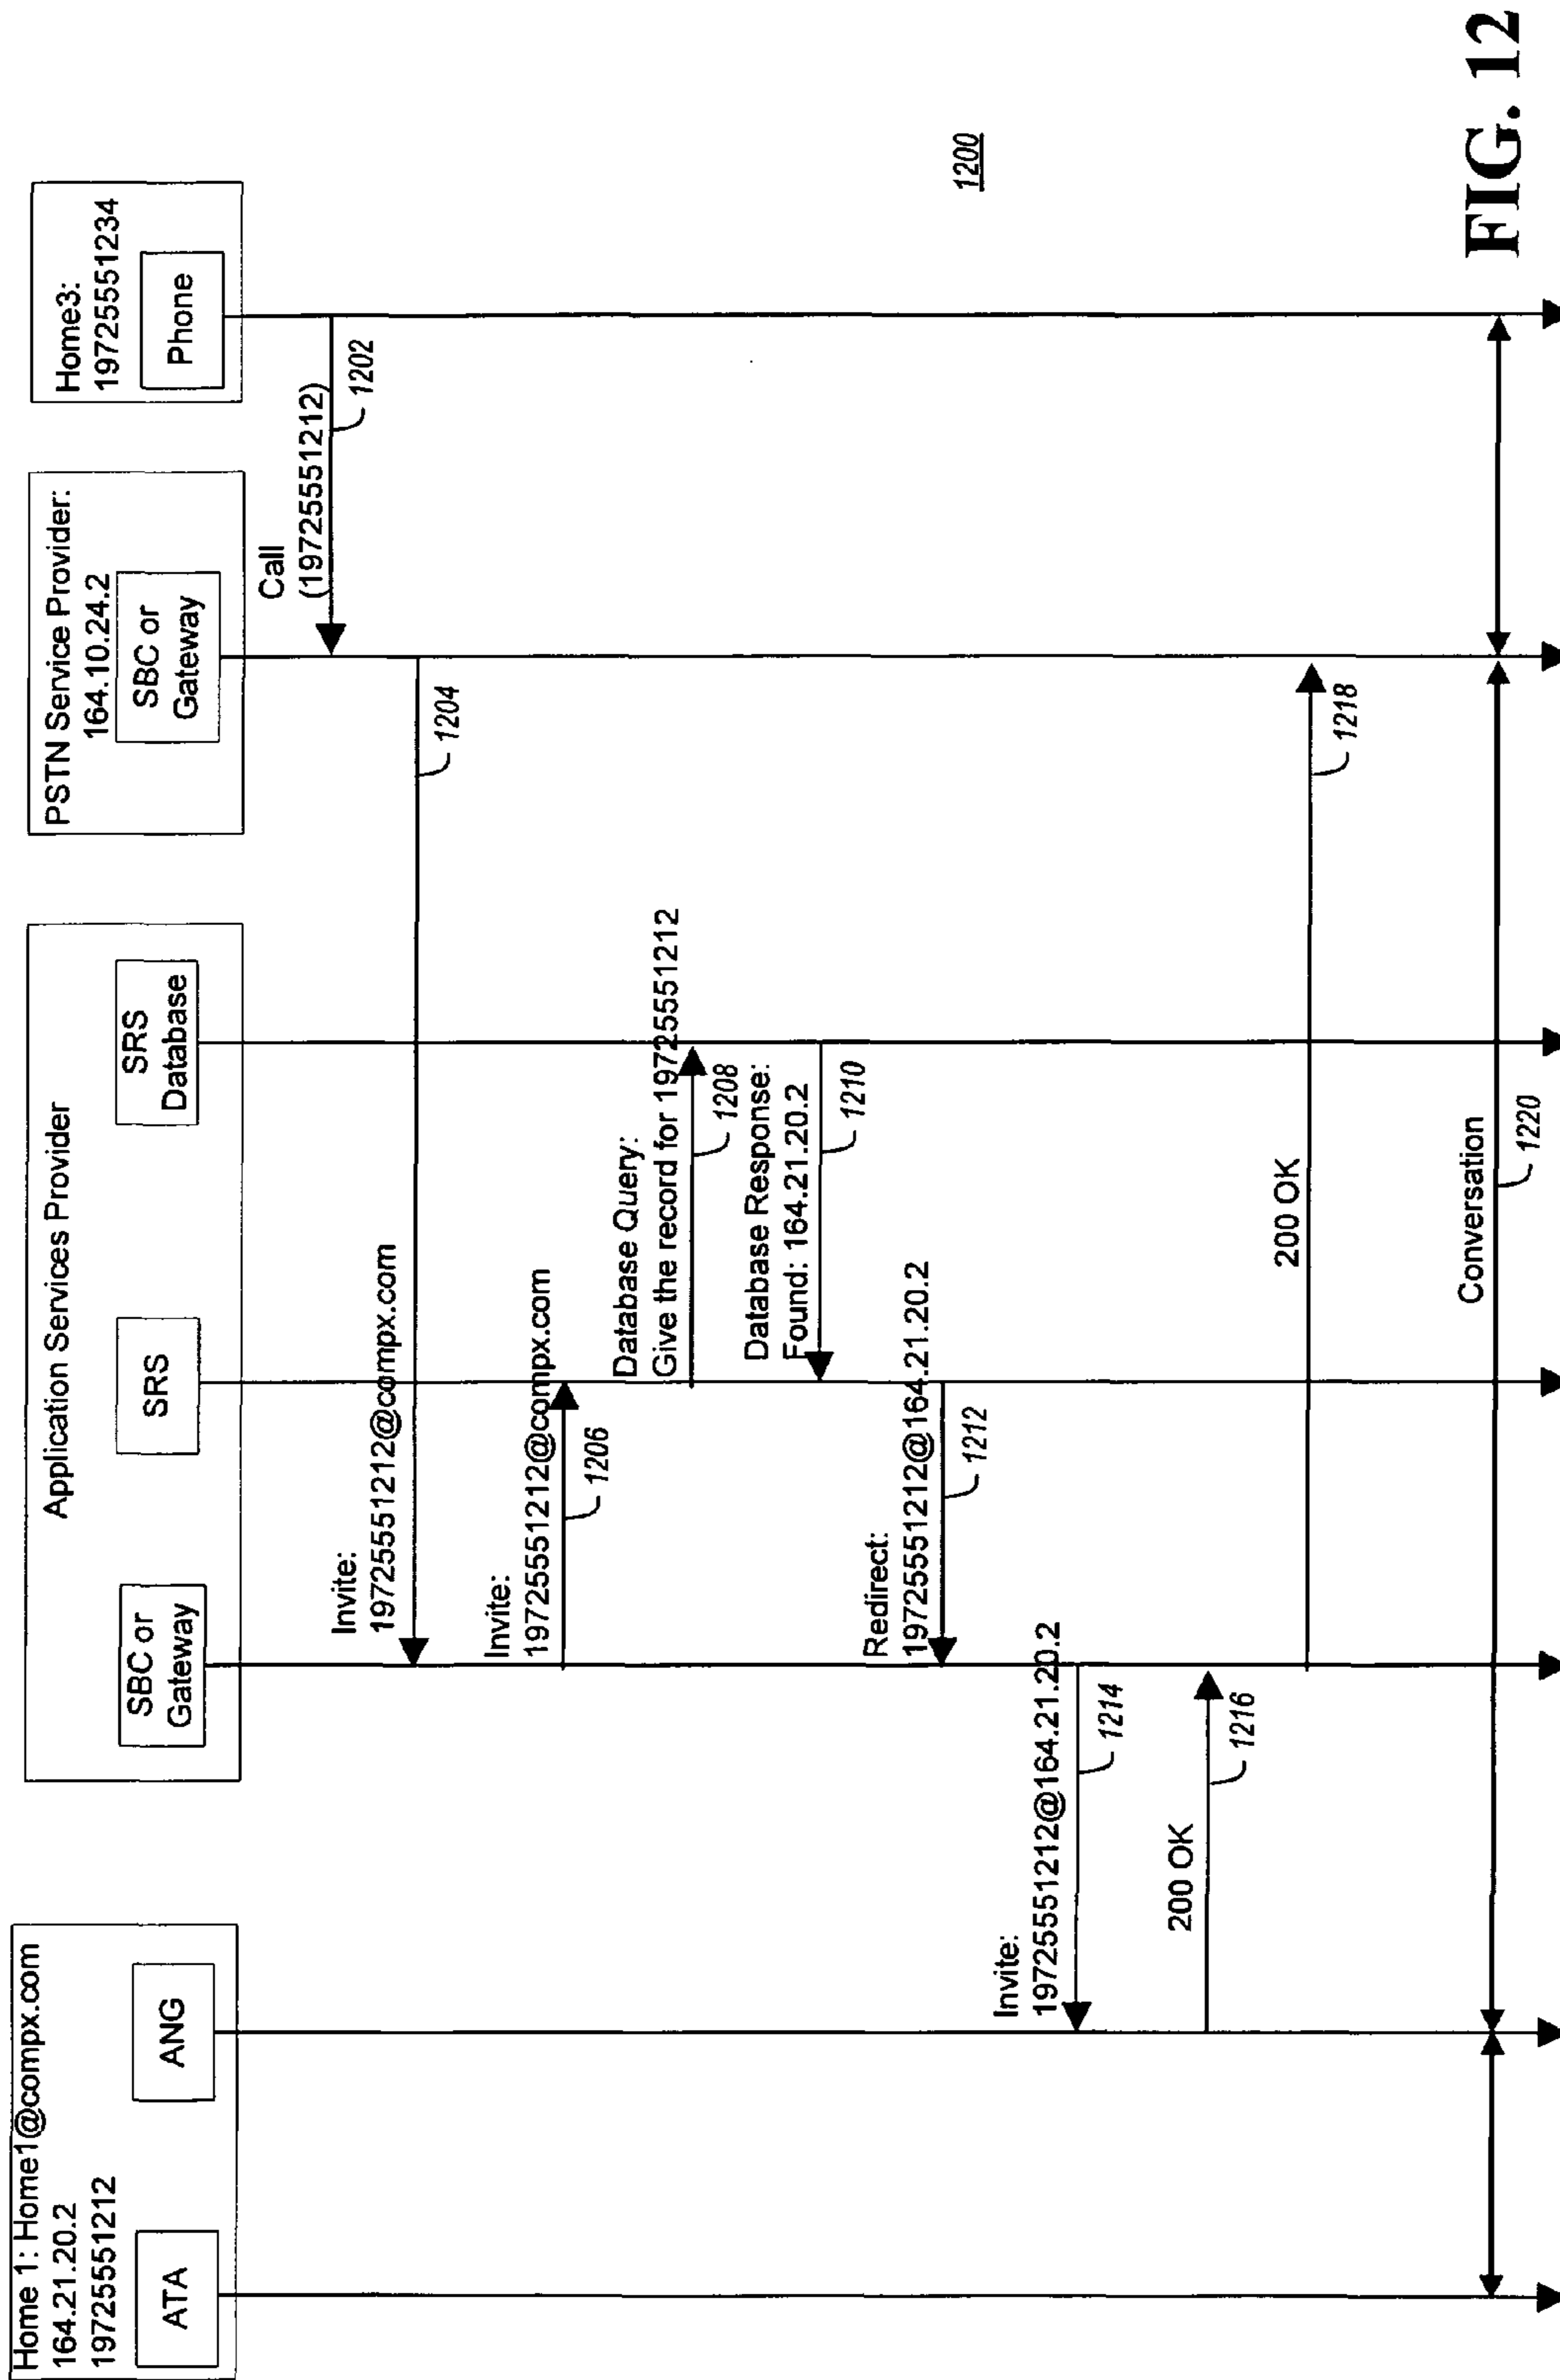 Home 1: Home1@compx.com
164.21.20.2
19725551212
ATA
ANG
Application Services Provider
SBC or
Gateway
SRS
SRS
Database
PSTN Service Provider:
164.10.24.2
SBC or
Gateway
Home3:
19725551234
Phone
Call
(19725551212)
1202
Invite:
19725551212@compx.com
1204
Invite:
19725551212@compx.com
1206
Database Query:
Give the record for 19725551212
1208
Database Response:
Found: 164.21.20.2
1210
Redirect:
19725551212@164.21.20.2
1212
Invite:
19725551212@164.21.20.2
1214
200 OK
1216
200 OK
1218
Conversation
1220
1200
FIG. 12